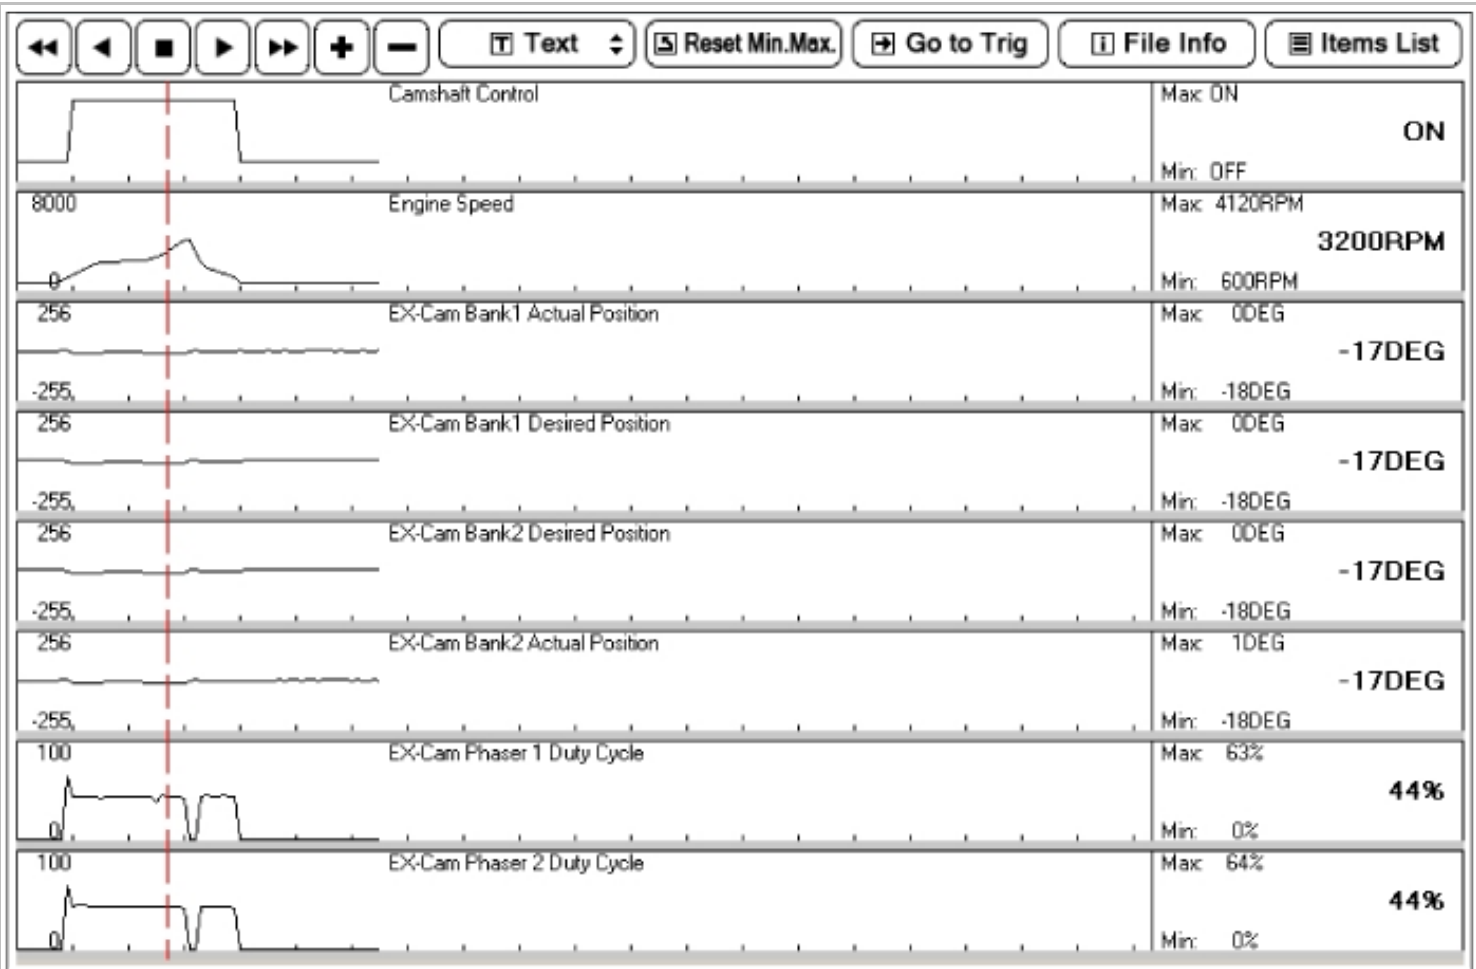 Text Reset Min.Max. Go to Trig File Info Items List
Camshaft Control Max: ON
ON
Min: OFF
8000 Engine Speed Max: 4120RPM
3200RPM
0 Min: 600RPM
256 EX-Cam Bank1 Actual Position Max: 0DEG
-17DEG
-255 Min: -18DEG
256 EX-Cam Bank1 Desired Position Max: 0DEG
-17DEG
-255 Min: -18DEG
256 EX-Cam Bank2 Desired Position Max: 0DEG
-17DEG
-255 Min: -18DEG
256 EX-Cam Bank2 Actual Position Max: 1DEG
-17DEG
-255 Min: -18DEG
100 EX-Cam Phaser 1 Duty Cycle Max: 63%
44%
0 Min: 0%
100 EX-Cam Phaser 2 Duty Cycle Max: 64%
44%
0 Min: 0%